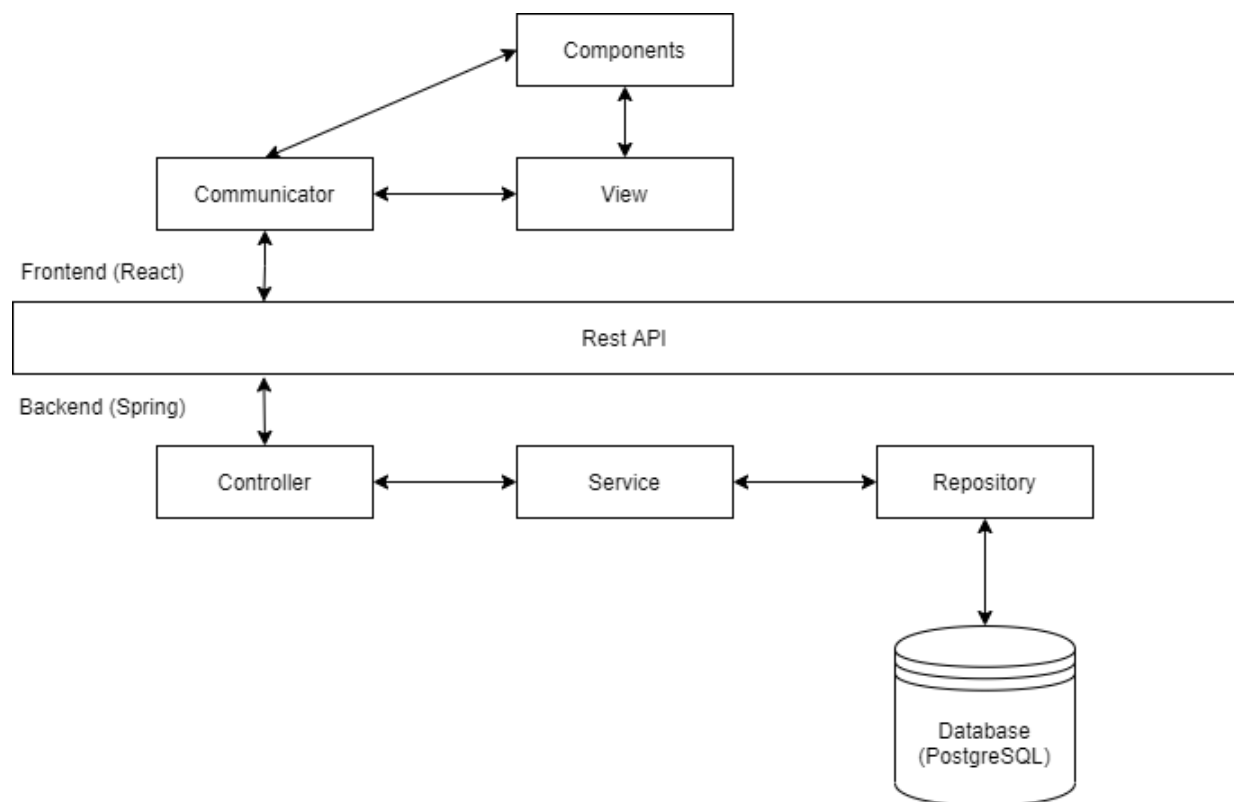 Components
Communicator
View
Frontend (React)
Rest API
Backend (Spring)
Controller
Service
Repository
Database
(PostgreSQL)